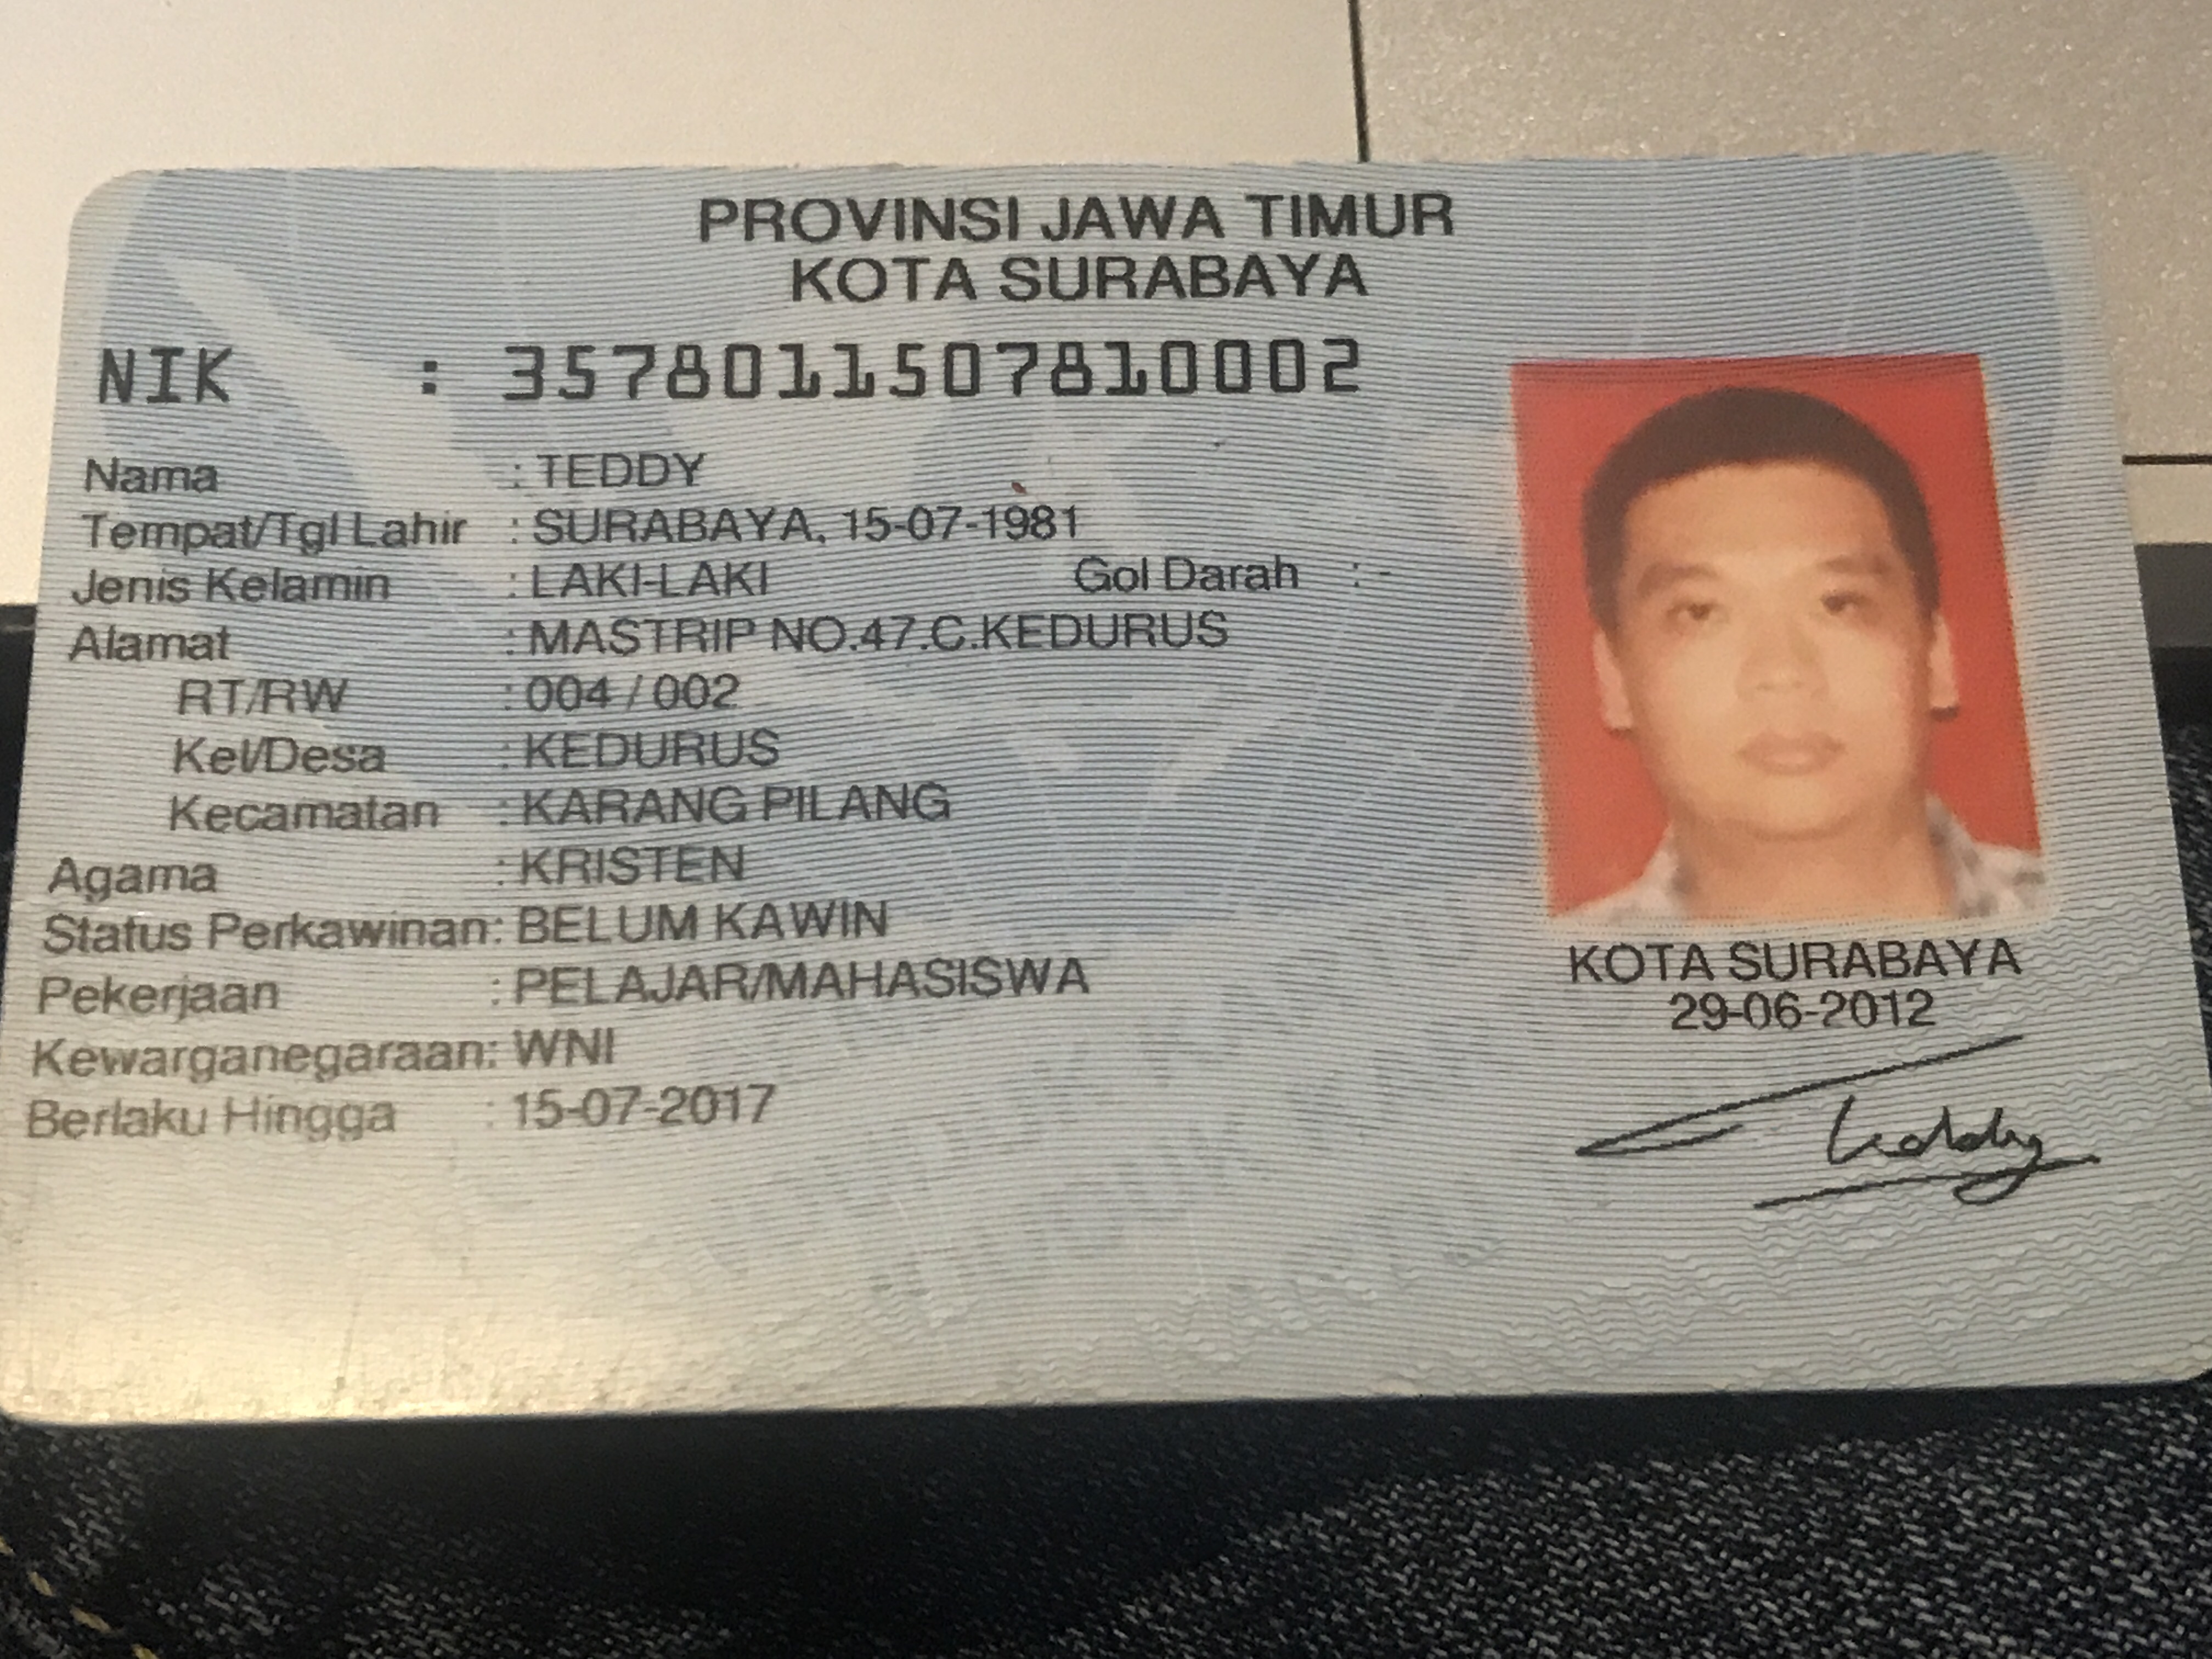 PROVINSI JAWA TIMUR
KOTA SURABAYA
NIK : 3578011507810002
Nama : TEDDY
Tempat/Tgl Lahir : SURABAYA, 15-07-1981
Jenis Kelamin : LAKI-LAKI Gol Darah : -
Alamat : MASTRIP NO.47.C.KEDURUS
RT/RW : 004 / 002
Kel/Desa : KEDURUS
Kecamatan : KARANG PILANG
Agama : KRISTEN
Status Perkawinan: BELUM KAWIN
Pekerjaan : PELAJAR/MAHASISWA
Kewarganegaraan: WNI
Berlaku Hingga : 15-07-2017
KOTA SURABAYA
29-06-2012
Teddy